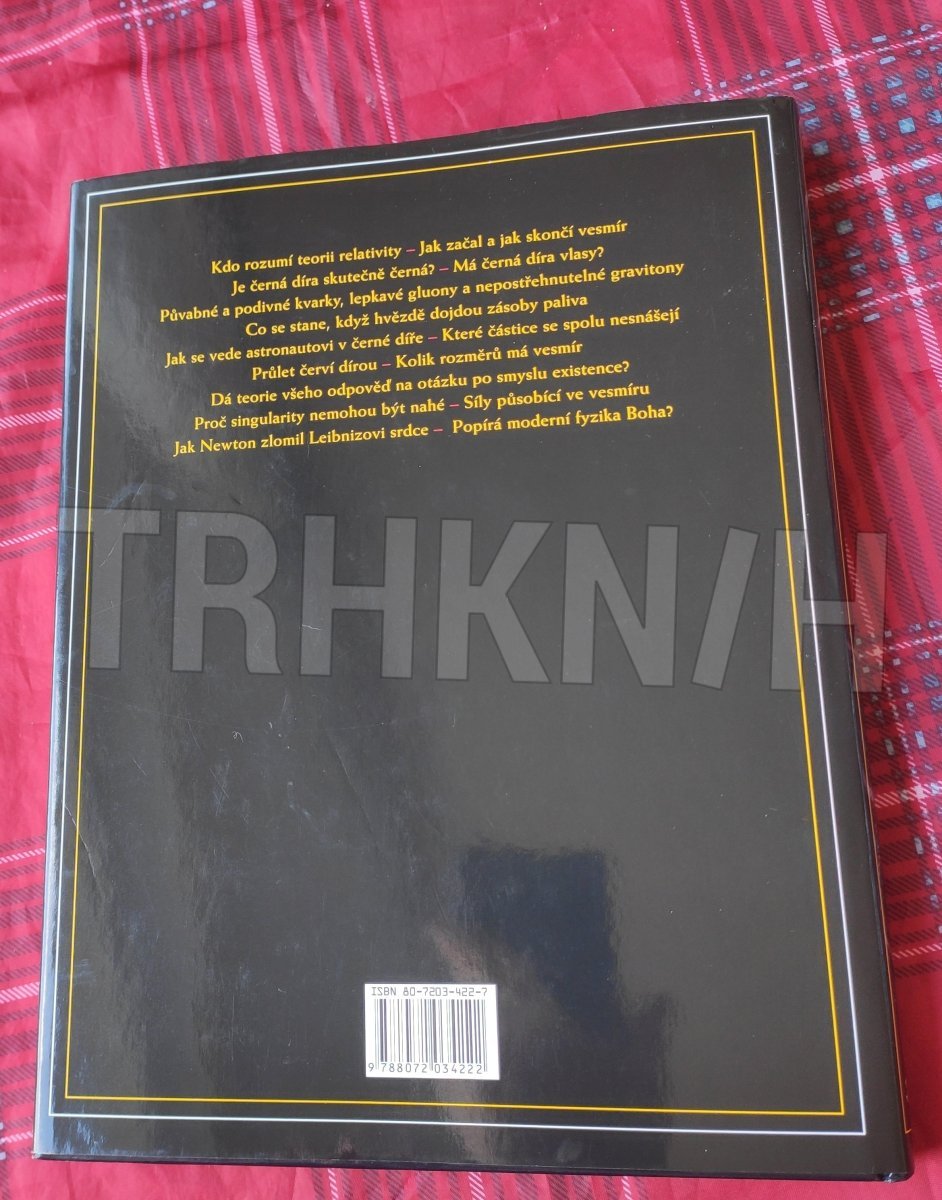 Kdo rozumí teorii relativity – Jak začal a jak skončí vesmír
Je černá díra skutečně černá? – Má černá díra vlasy?
Půvabné a podivné kvarky, lepkavé gluony a nepostřehnutelné gravitony
Co se stane, když hvězdě dojdou zásoby paliva
Jak se vede astronautovi v černé díře – Které částice se spolu nesnášejí
Průlet červí dírou – Kolik rozměrů má vesmír
Dá teorie všeho odpověď na otázku po smyslu existence?
Proč singularity nemohou být nahé – Síly působící ve vesmíru
Jak Newton zlomil Leibnizovi srdce – Popírá moderní fyzika Boha?
TRHKN/H
ISBN 80-7203-422-7
9 788072 034222